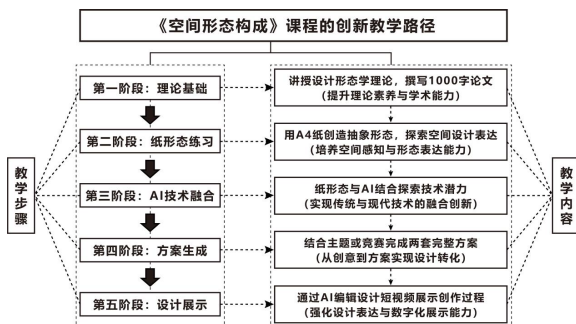 《空间形态构成》课程的创新教学路径
教学步骤
第一阶段：理论基础
讲授设计形态学理论，撰写1000字论文
(提升理论素养与学术能力)
第二阶段：纸形态练习
用A4纸创造抽象形态，探索空间设计表达
(培养空间感知与形态表达能力)
第三阶段：AI技术融合
纸形态与AI结合探索技术潜力
(实现传统与现代技术的融合创新)
第四阶段：方案生成
结合主题或竞赛完成两套完整方案
(从创意到方案实现设计转化)
第五阶段：设计展示
通过AI编辑设计短视频展示创作过程
(强化设计表达与数字化展示能力)
教学内容